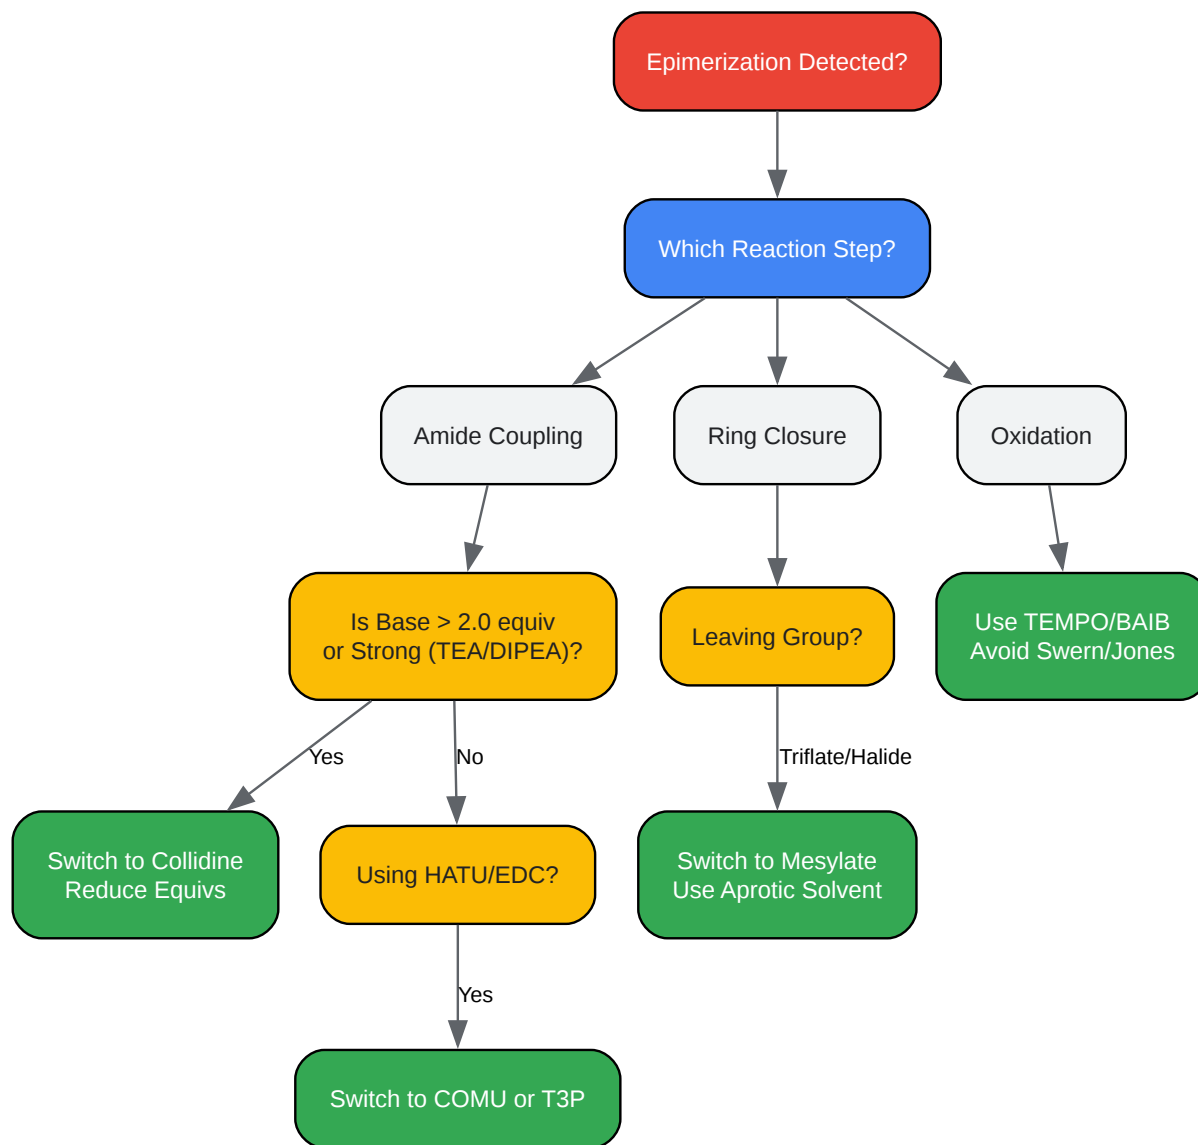 Epimerization Detected?
Which Reaction Step?
Amide Coupling
Ring Closure
Oxidation
Is Base > 2.0 equiv
or Strong (TEA/DIPEA)?
Leaving Group?
Use TEMPO/BAIB
Avoid Swern/Jones
Yes
No
Triflate/Halide
Switch to Collidine
Reduce Equivs
Using HATU/EDC?
Switch to Mesylate
Use Aprotic Solvent
Yes
Switch to COMU or T3P